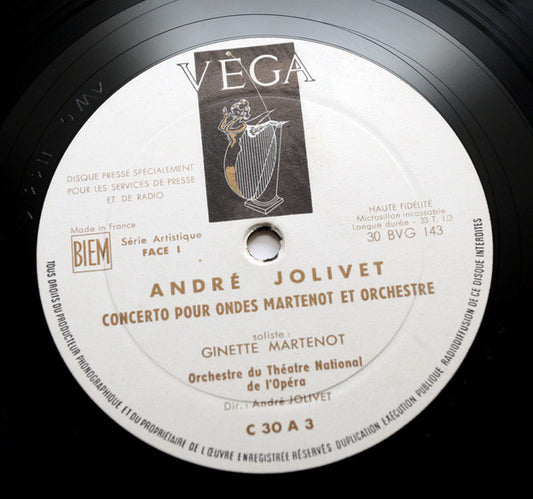 VÈGA
DISQUE PRESSÉ SPÉCIALEMENT
POUR LES SERVICES DE PRESSE
ET DE RADIO
HAUTE FIDÉLITÉ
Microsillon incassable
Longue durée - 33 T. 1/3
30 BVG 143
Made in France
BIEM
Série Artistique
FACE I
ANDRÉ JOLIVET
CONCERTO POUR ONDES MARTENOT ET ORCHESTRE
soliste :
GINETTE MARTENOT
Orchestre du Théatre National
de l'Opéra
Dir. : André JOLIVET
C 30 A 3
TOUS DROITS DU PRODUCTEUR PHONOGRAPHIQUE ET DU PROPRIÉTAIRE DE L'ŒUVRE ENREGISTRÉE RÉSERVÉS DUPLICATION EXÉCUTION PUBLIQUE RADIODIFFUSION DE CE DISQUE INTERDITES